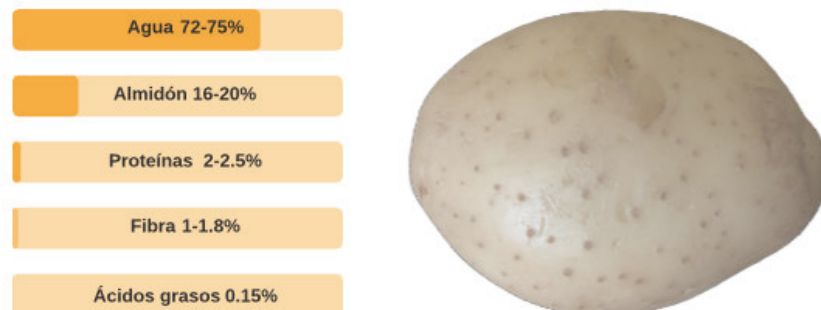 Agua 72-75%
Almidón 16-20%
Proteínas 2-2.5%
Fibra 1-1.8%
Ácidos grasos 0.15%